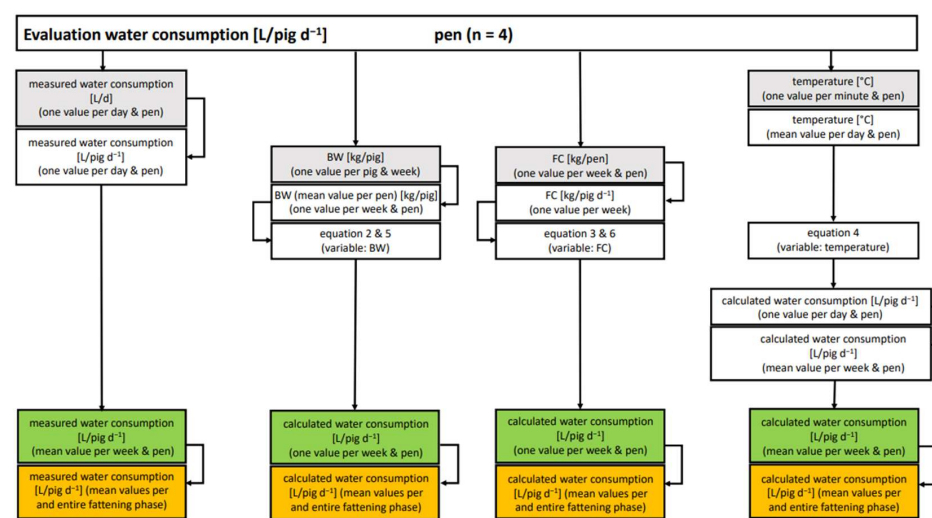 Evaluation water consumption [L/pig d⁻¹] pen (n = 4)
measured water consumption
[L/d]
(one value per day & pen)
measured water consumption
[L/pig d⁻¹]
(one value per day & pen)
measured water consumption
[L/pig d⁻¹]
(mean value per week & pen)
measured water consumption
[L/pig d⁻¹] (mean values per
and entire fattening phase)
BW [kg/pig]
(one value per pig & week)
BW (mean value per pen) [kg/pig]
(one value per week & pen)
equation 2 & 5
(variable: BW)
calculated water consumption
[L/pig d⁻¹]
(one value per week & pen)
calculated water consumption
[L/pig d⁻¹] (mean values per
and entire fattening phase)
FC [kg/pen]
(one value per week & pen)
FC [kg/pig d⁻¹]
(one value per week)
equation 3 & 6
(variable: FC)
calculated water consumption
[L/pig d⁻¹]
(one value per week & pen)
calculated water consumption
[L/pig d⁻¹] (mean values per
and entire fattening phase)
temperature [°C]
(one value per minute & pen)
temperature [°C]
(mean value per day & pen)
equation 4
(variable: temperature)
calculated water consumption [L/pig d⁻¹]
(one value per day & pen)
calculated water consumption
[L/pig d⁻¹]
(mean value per week & pen)
calculated water consumption
[L/pig d⁻¹]
(mean value per week & pen)
calculated water consumption
[L/pig d⁻¹] (mean values per
and entire fattening phase)